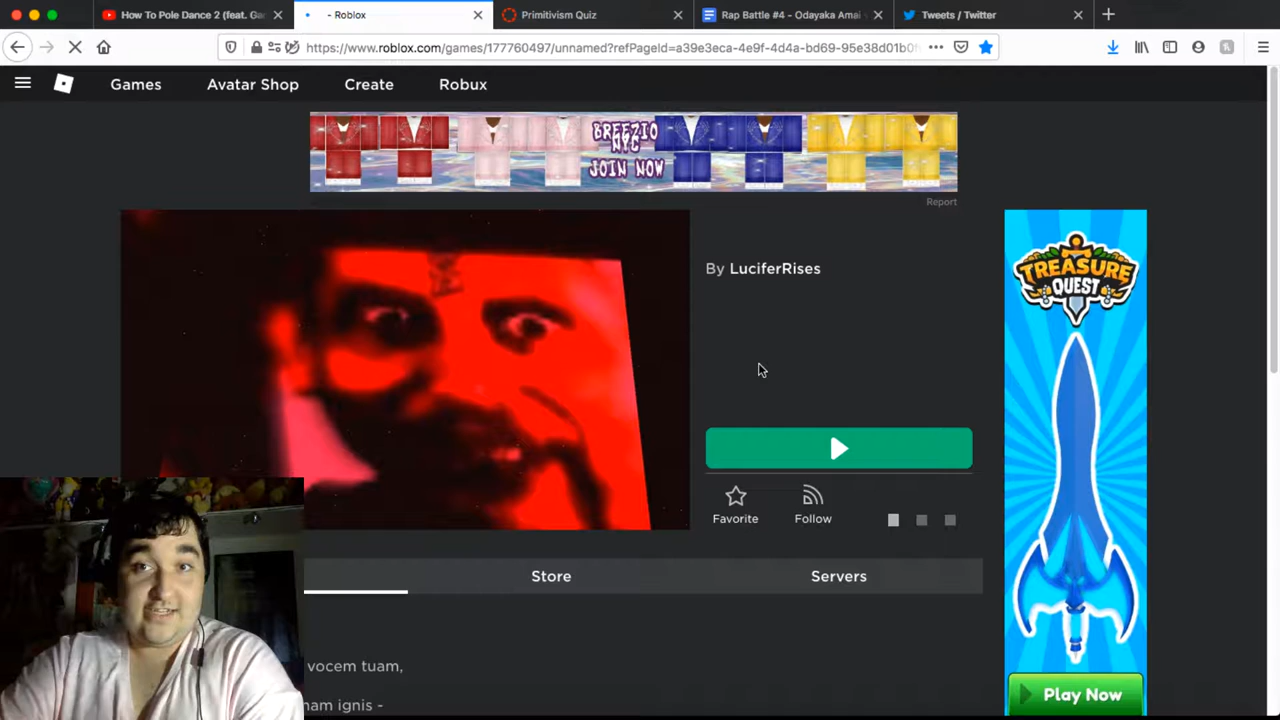 How To Pole Dance 2 (feat. Ga
- Roblox
Primitivism Quiz
Rap Battle #4 - Odayaka Amai
Tweets / Twitter
https://www.roblox.com/games/177760497/unnamed?refPageId=a39e3eca-4e9f-4d4a-bd69-95e38d01b0f
Games
Avatar Shop
Create
Robux
BREEZIO
NYC
JOIN NOW
Report
By LuciferRises
TREASURE
QUEST
Favorite
Follow
Store
Servers
vocem tuam,
nam ignis -
Play Now